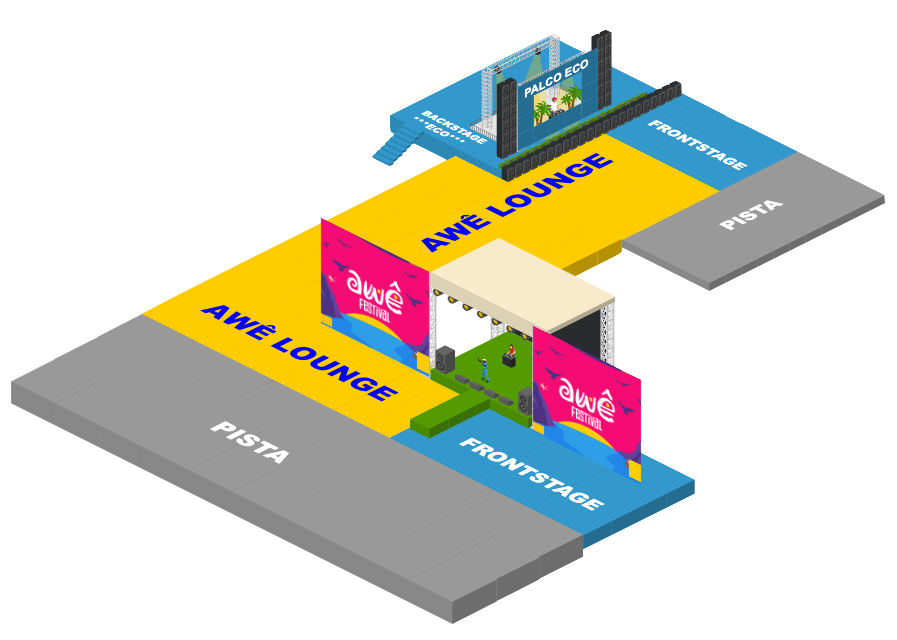 PALCO ECO
BACKSTAGE
***ECO***
FRONTSTAGE
PISTA
AWÊ LOUNGE
awê
FESTIVAL
AWÊ LOUNGE
awê
FESTIVAL
PISTA
FRONTSTAGE